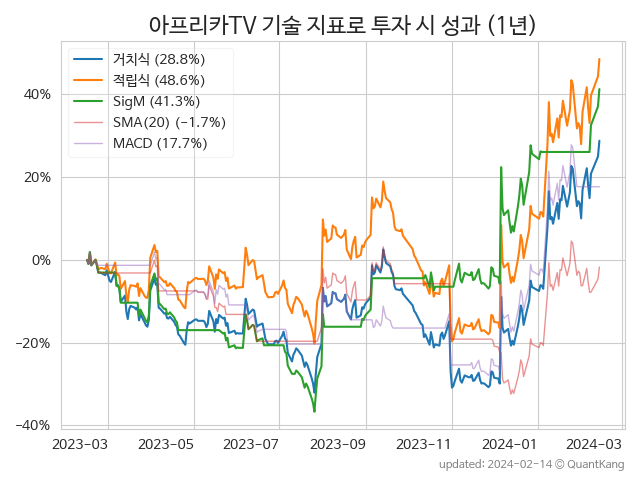 아프리카TV 기술 지표로 투자 시 성과 (1년)
거치식 (28.8%)
적립식 (48.6%)
SigM (41.3%)
SMA(20) (−1.7%)
MACD (17.7%)
40%
20%
0%
−20%
−40%
2023-03 2023-05 2023-07 2023-09 2023-11 2024-01 2024-03
updated: 2024-02-14 © QuantKang